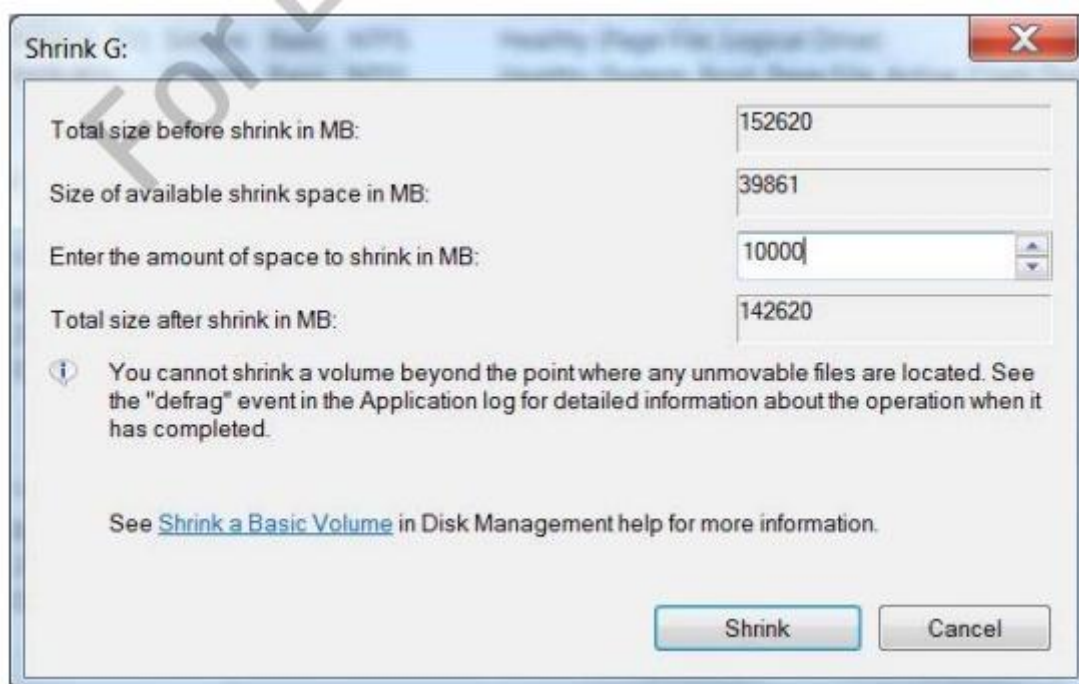 Shrink G:
Total size before shrink in MB: 152620
Size of available shrink space in MB: 39861
Enter the amount of space to shrink in MB: 10000
Total size after shrink in MB: 142620
You cannot shrink a volume beyond the point where any unmovable files are located. See
the "defrag" event in the Application log for detailed information about the operation when it
has completed.
See Shrink a Basic Volume in Disk Management help for more information.
Shrink Cancel
For